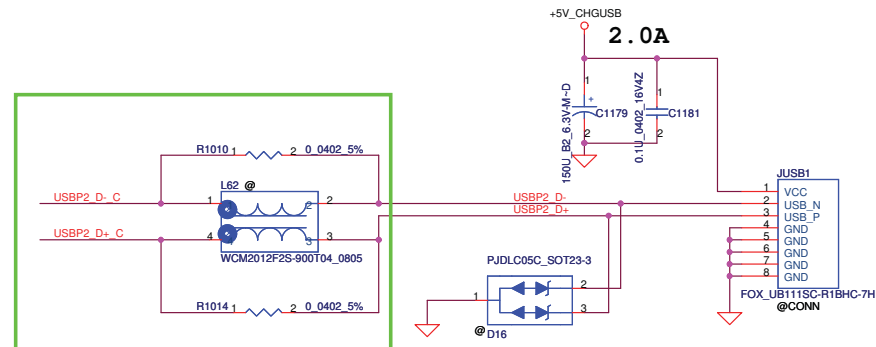 +5V_CHGUSB
2.0A
1
+
C1179
2
150U_B2_6.3V-M~D
1
C1181
2
0.1U_0402_16V4Z
R1010 1 2 0_0402_5%
L62 @
USBP2_D-_C 1 2 2 USBP2_D-
USBP2_D+_C 4 3 3 USBP2_D+
WCM2012F2S-900T04_0805
R1014 1 2 0_0402_5%
PJDLC05C_SOT23-3
1 2
3
@ D16
JUSB1
1 VCC
2 USB_N
3 USB_P
4 GND
5 GND
6 GND
7 GND
8 GND
FOX_UB111SC-R1BHC-7H
@CONN